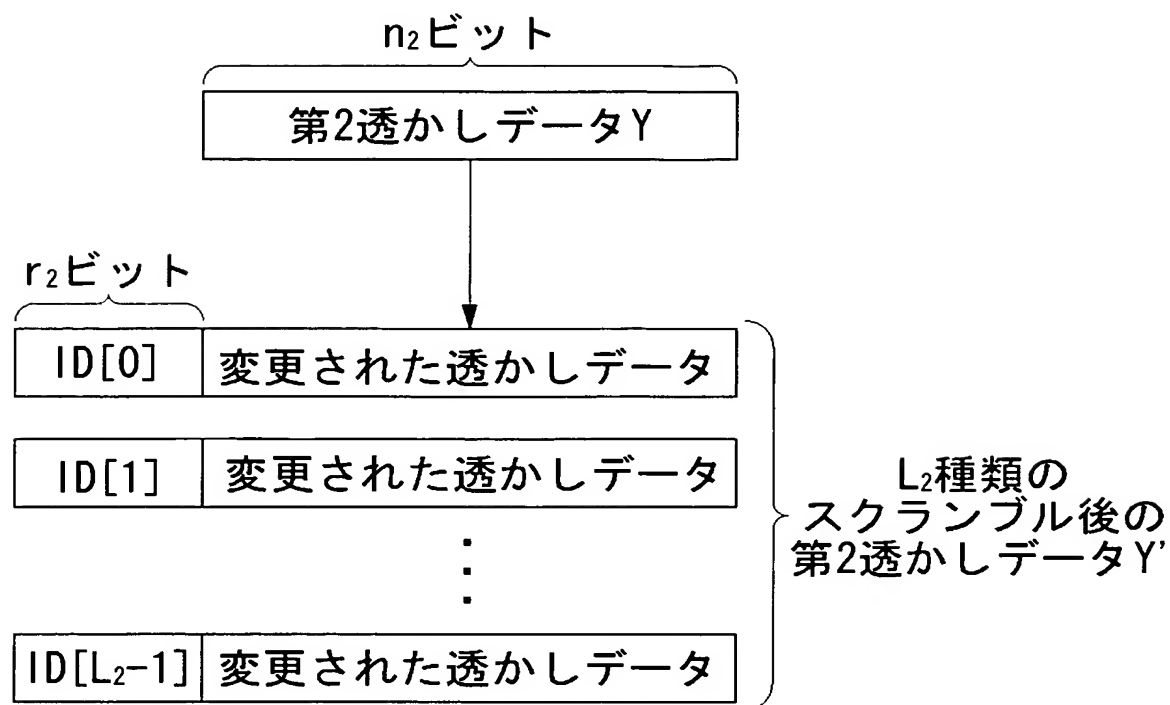 n₂ビット
第2透かしデータY
r₂ビット
ID[0] 変更された透かしデータ
ID[1] 変更された透かしデータ
ID[L₂-1] 変更された透かしデータ
L₂種類の
スクランブル後の
第2透かしデータY'